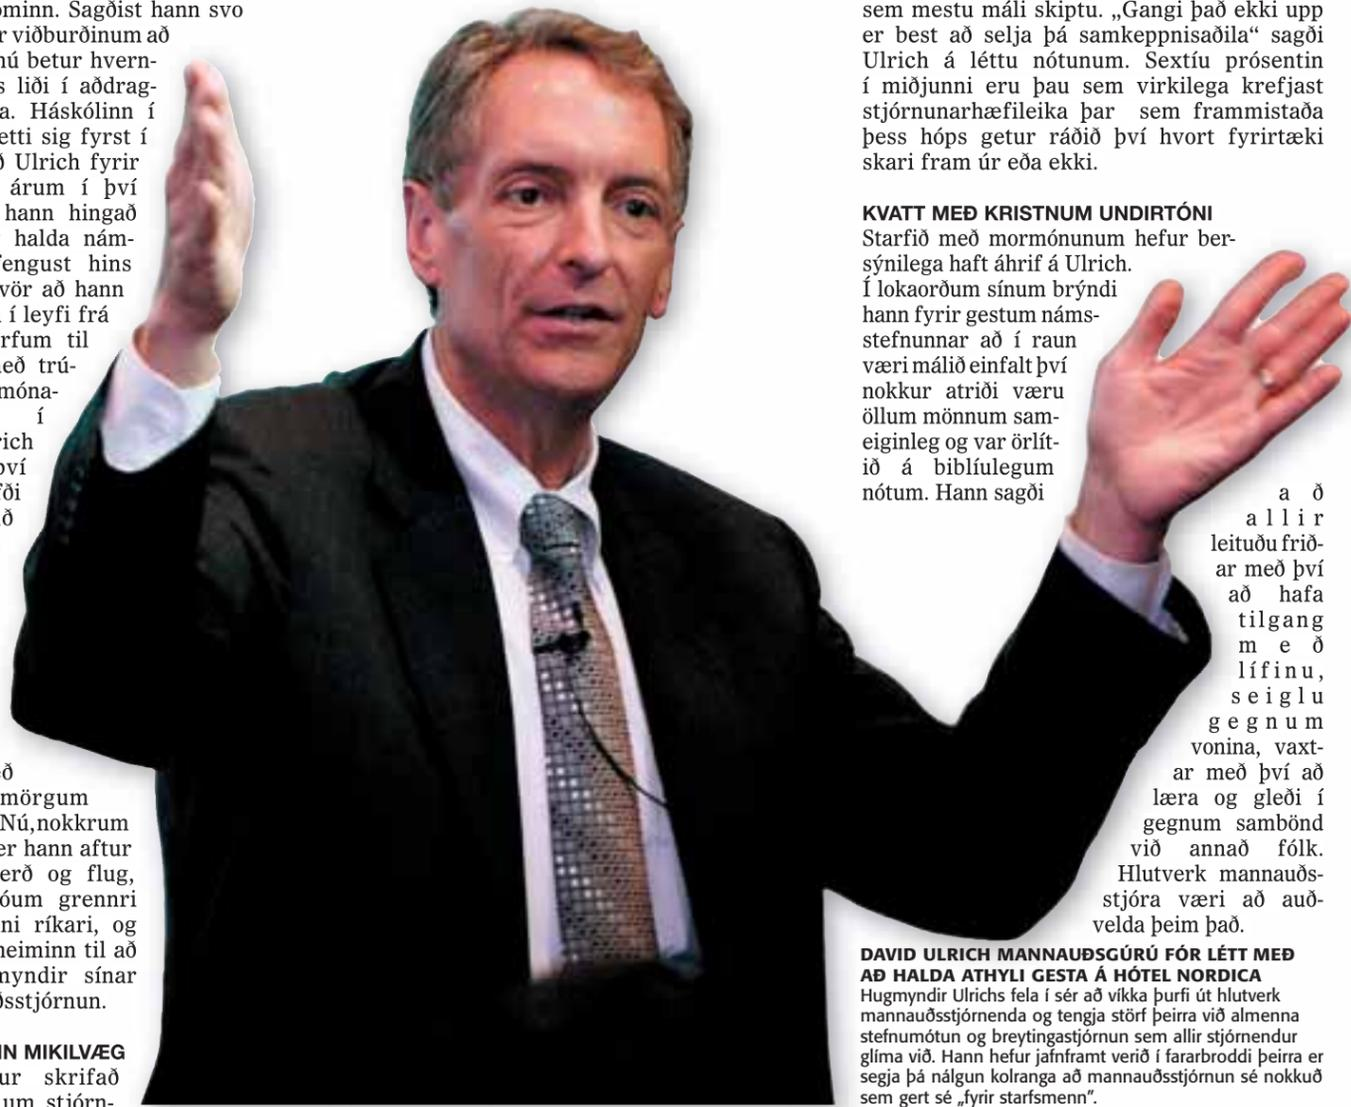 ominn. Sagðist hann svo
r viðburðinum að
nú betur hvern-
s liði í aðdrag-
a. Háskólinn í
etti sig fyrst í
ð Ulrich fyrir
árum í því
hann hingað
halda nám-
fengust hins
vör að hann
í leyfi frá
rfum til
með trú-
móna-
í
rich
því
fði
ið
eð
mörgum
Nú, nokkrum
er hann aftur
erð og flug,
óum grennri
ni ríkari, og
heiminn til að
myndir sínar
ðsstjórnun.
IN MIKILVÆG
ur skrifað
um stjórn-
sem mestu máli skiptu. „Gangi það ekki upp
er best að selja þá samkeppnisaðila“ sagði
Ulrich á léttu nótunum. Sextíu prósentin
í miðjunni eru þau sem virkilega krefjast
stjórnunarhæfileika þar sem frammistaða
þess hóps getur ráðið því hvort fyrirtæki
skari fram úr eða ekki.
KVATT MEÐ KRISTNUM UNDIRTÓNI
Starfið með mormónunum hefur ber-
sýnilega haft áhrif á Ulrich.
Í lokaorðum sínum brýndi
hann fyrir gestum náms-
stefnunnar að í raun
væri málið einfalt því
nokkur atriði væru
öllum mönnum sam-
eiginleg og var örlít-
ið á biblíulegum
nótum. Hann sagði
að
allir
leituðu frið-
ar með því
að hafa
tilgang
með
lífinu,
seiglu
gegnum
vonina, vaxt-
ar með því að
læra og gleði í
gegnum sambönd
við annað fólk.
Hlutverk mannauðs-
stjóra væri að auð-
velda þeim það.
DAVID ULRICH MANNAUÐSGÚRÚ FÓR LÉTT MEÐ
AÐ HALDA ATHYLI GESTA Á HÓTEL NORDICA
Hugmyndir Ulrichs fela í sér að víkka þurfi út hlutverk
mannauðsstjórnenda og tengja störf þeirra við almenna
stefnumótun og breytingastjórnun sem allir stjórnendur
glíma við. Hann hefur jafnframt verið í fararbroddi þeirra er
segja þá nálgun kolranga að mannauðsstjórnun sé nokkuð
sem gert sé „fyrir starfsmenn”.